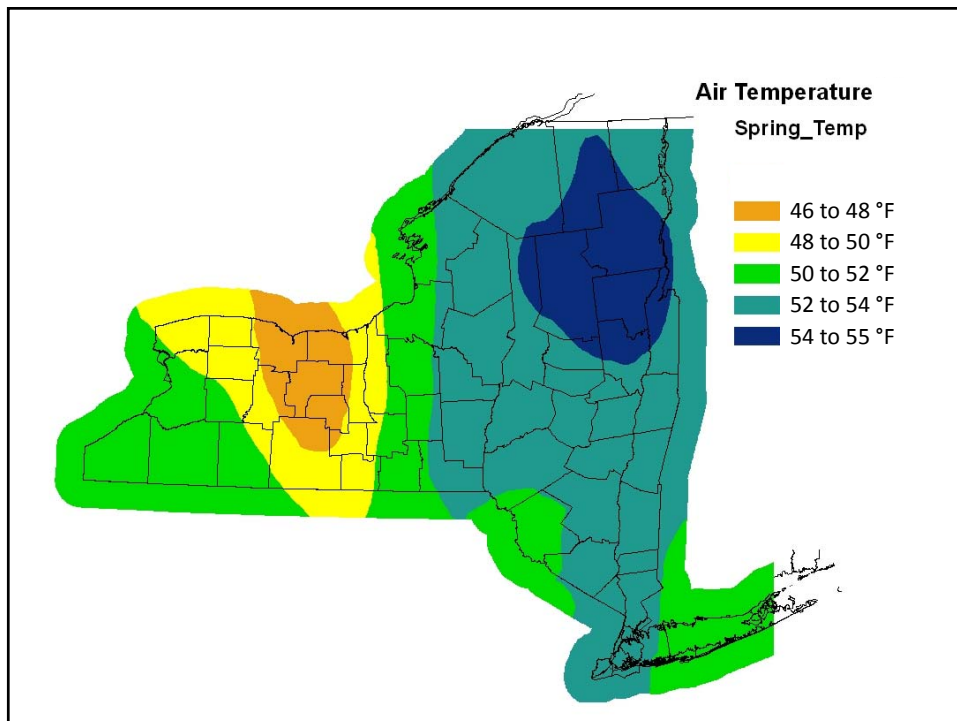 Air Temperature
Spring_Temp
46 to 48 °F
48 to 50 °F
50 to 52 °F
52 to 54 °F
54 to 55 °F